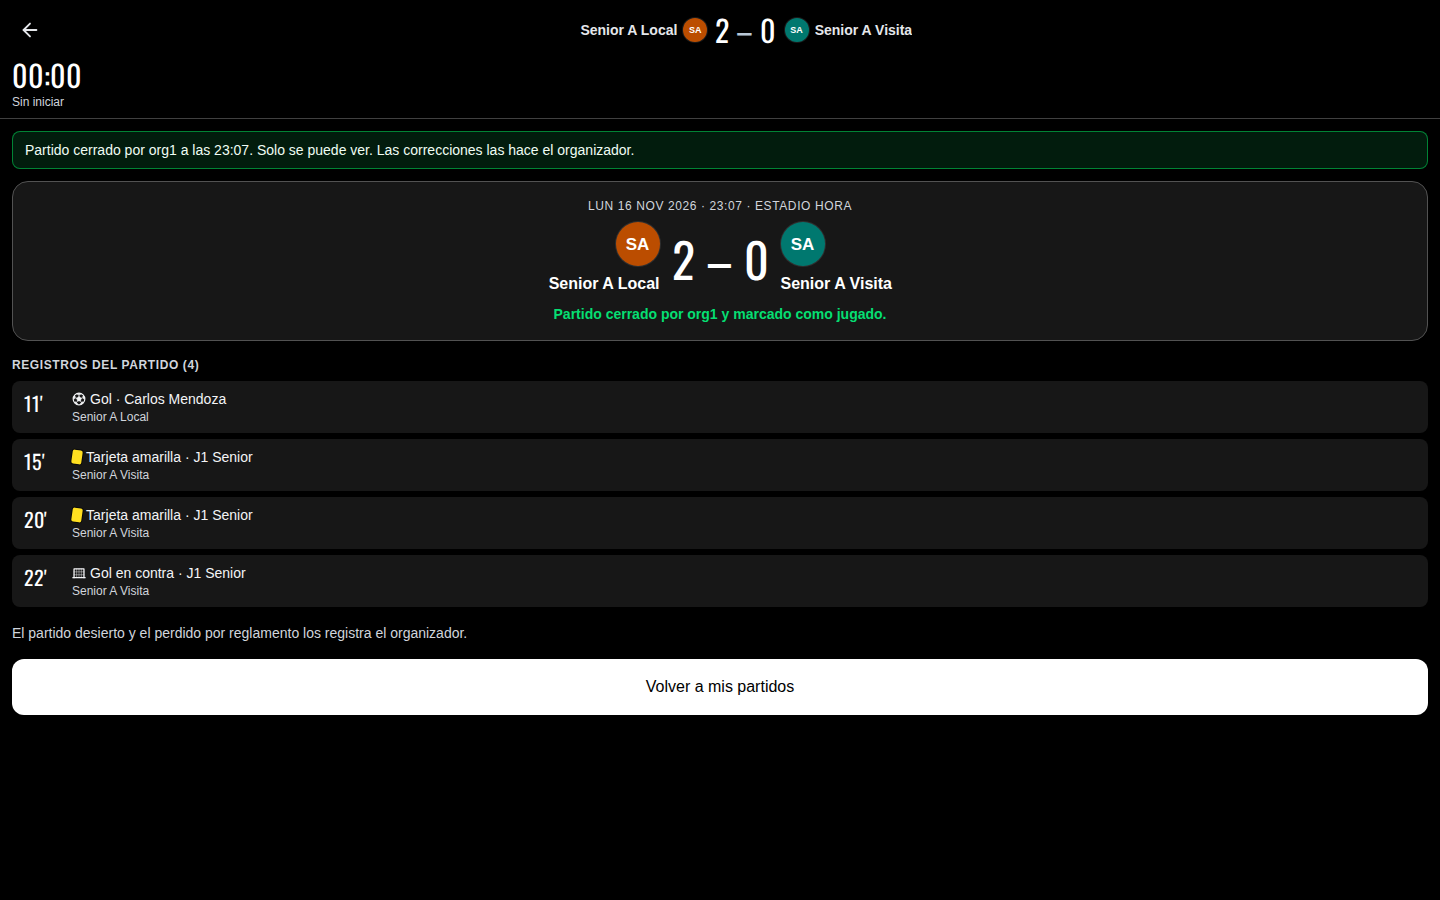 Senior A Local SA 2 – 0 SA Senior A Visita
00:00
Sin iniciar
Partido cerrado por org1 a las 23:07. Solo se puede ver. Las correcciones las hace el organizador.
LUN 16 NOV 2026 · 23:07 · ESTADIO HORA
SA 2 – 0 SA
Senior A Local Senior A Visita
Partido cerrado por org1 y marcado como jugado.
REGISTROS DEL PARTIDO (4)
11' Gol · Carlos Mendoza
Senior A Local
15' Tarjeta amarilla · J1 Senior
Senior A Visita
20' Tarjeta amarilla · J1 Senior
Senior A Visita
22' Gol en contra · J1 Senior
Senior A Visita
El partido desierto y el perdido por reglamento los registra el organizador.
Volver a mis partidos